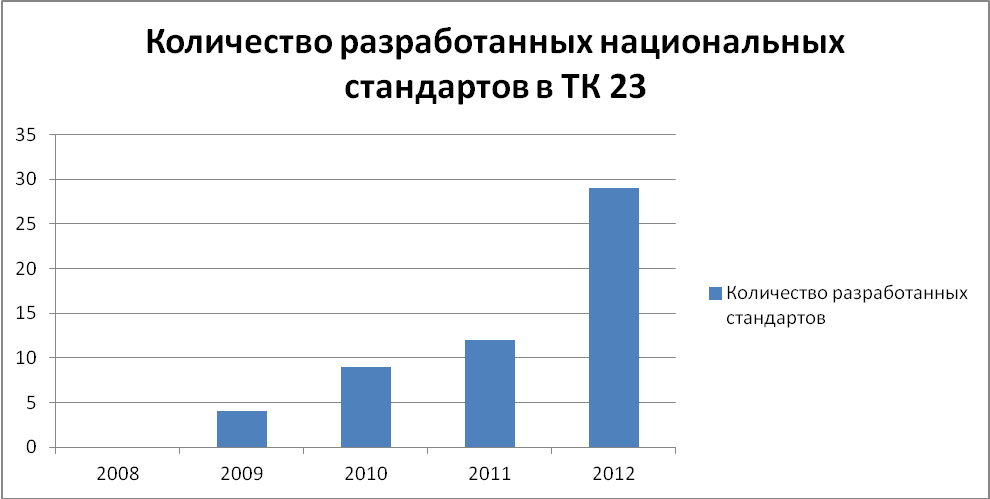 Количество разработанных национальных
стандартов в ТК 23
35
30
25
20
15
10
5
0
2008 2009 2010 2011 2012
Количество разработанных
стандартов